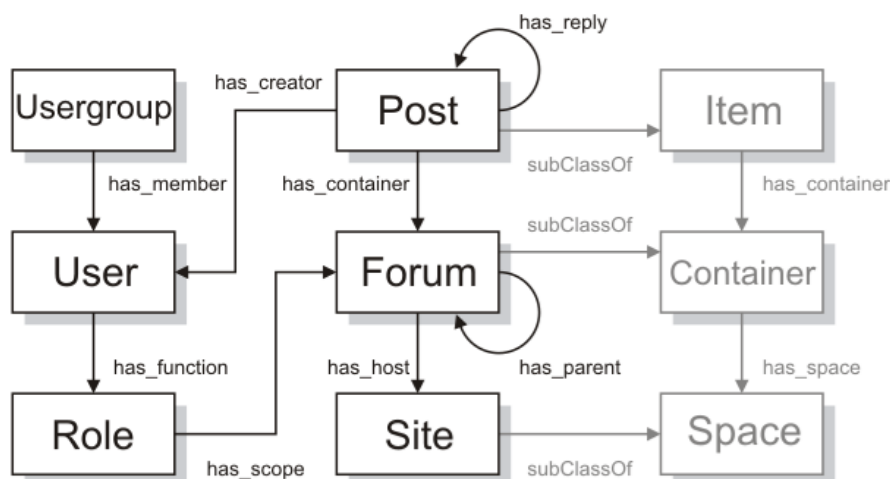 has_reply
Usergroup
has_creator
Post
Item
subClassOf
has_member
has_container
has_container
subClassOf
User
Forum
Container
has_function
has_host
has_parent
has_space
Role
Site
Space
has_scope
subClassOf